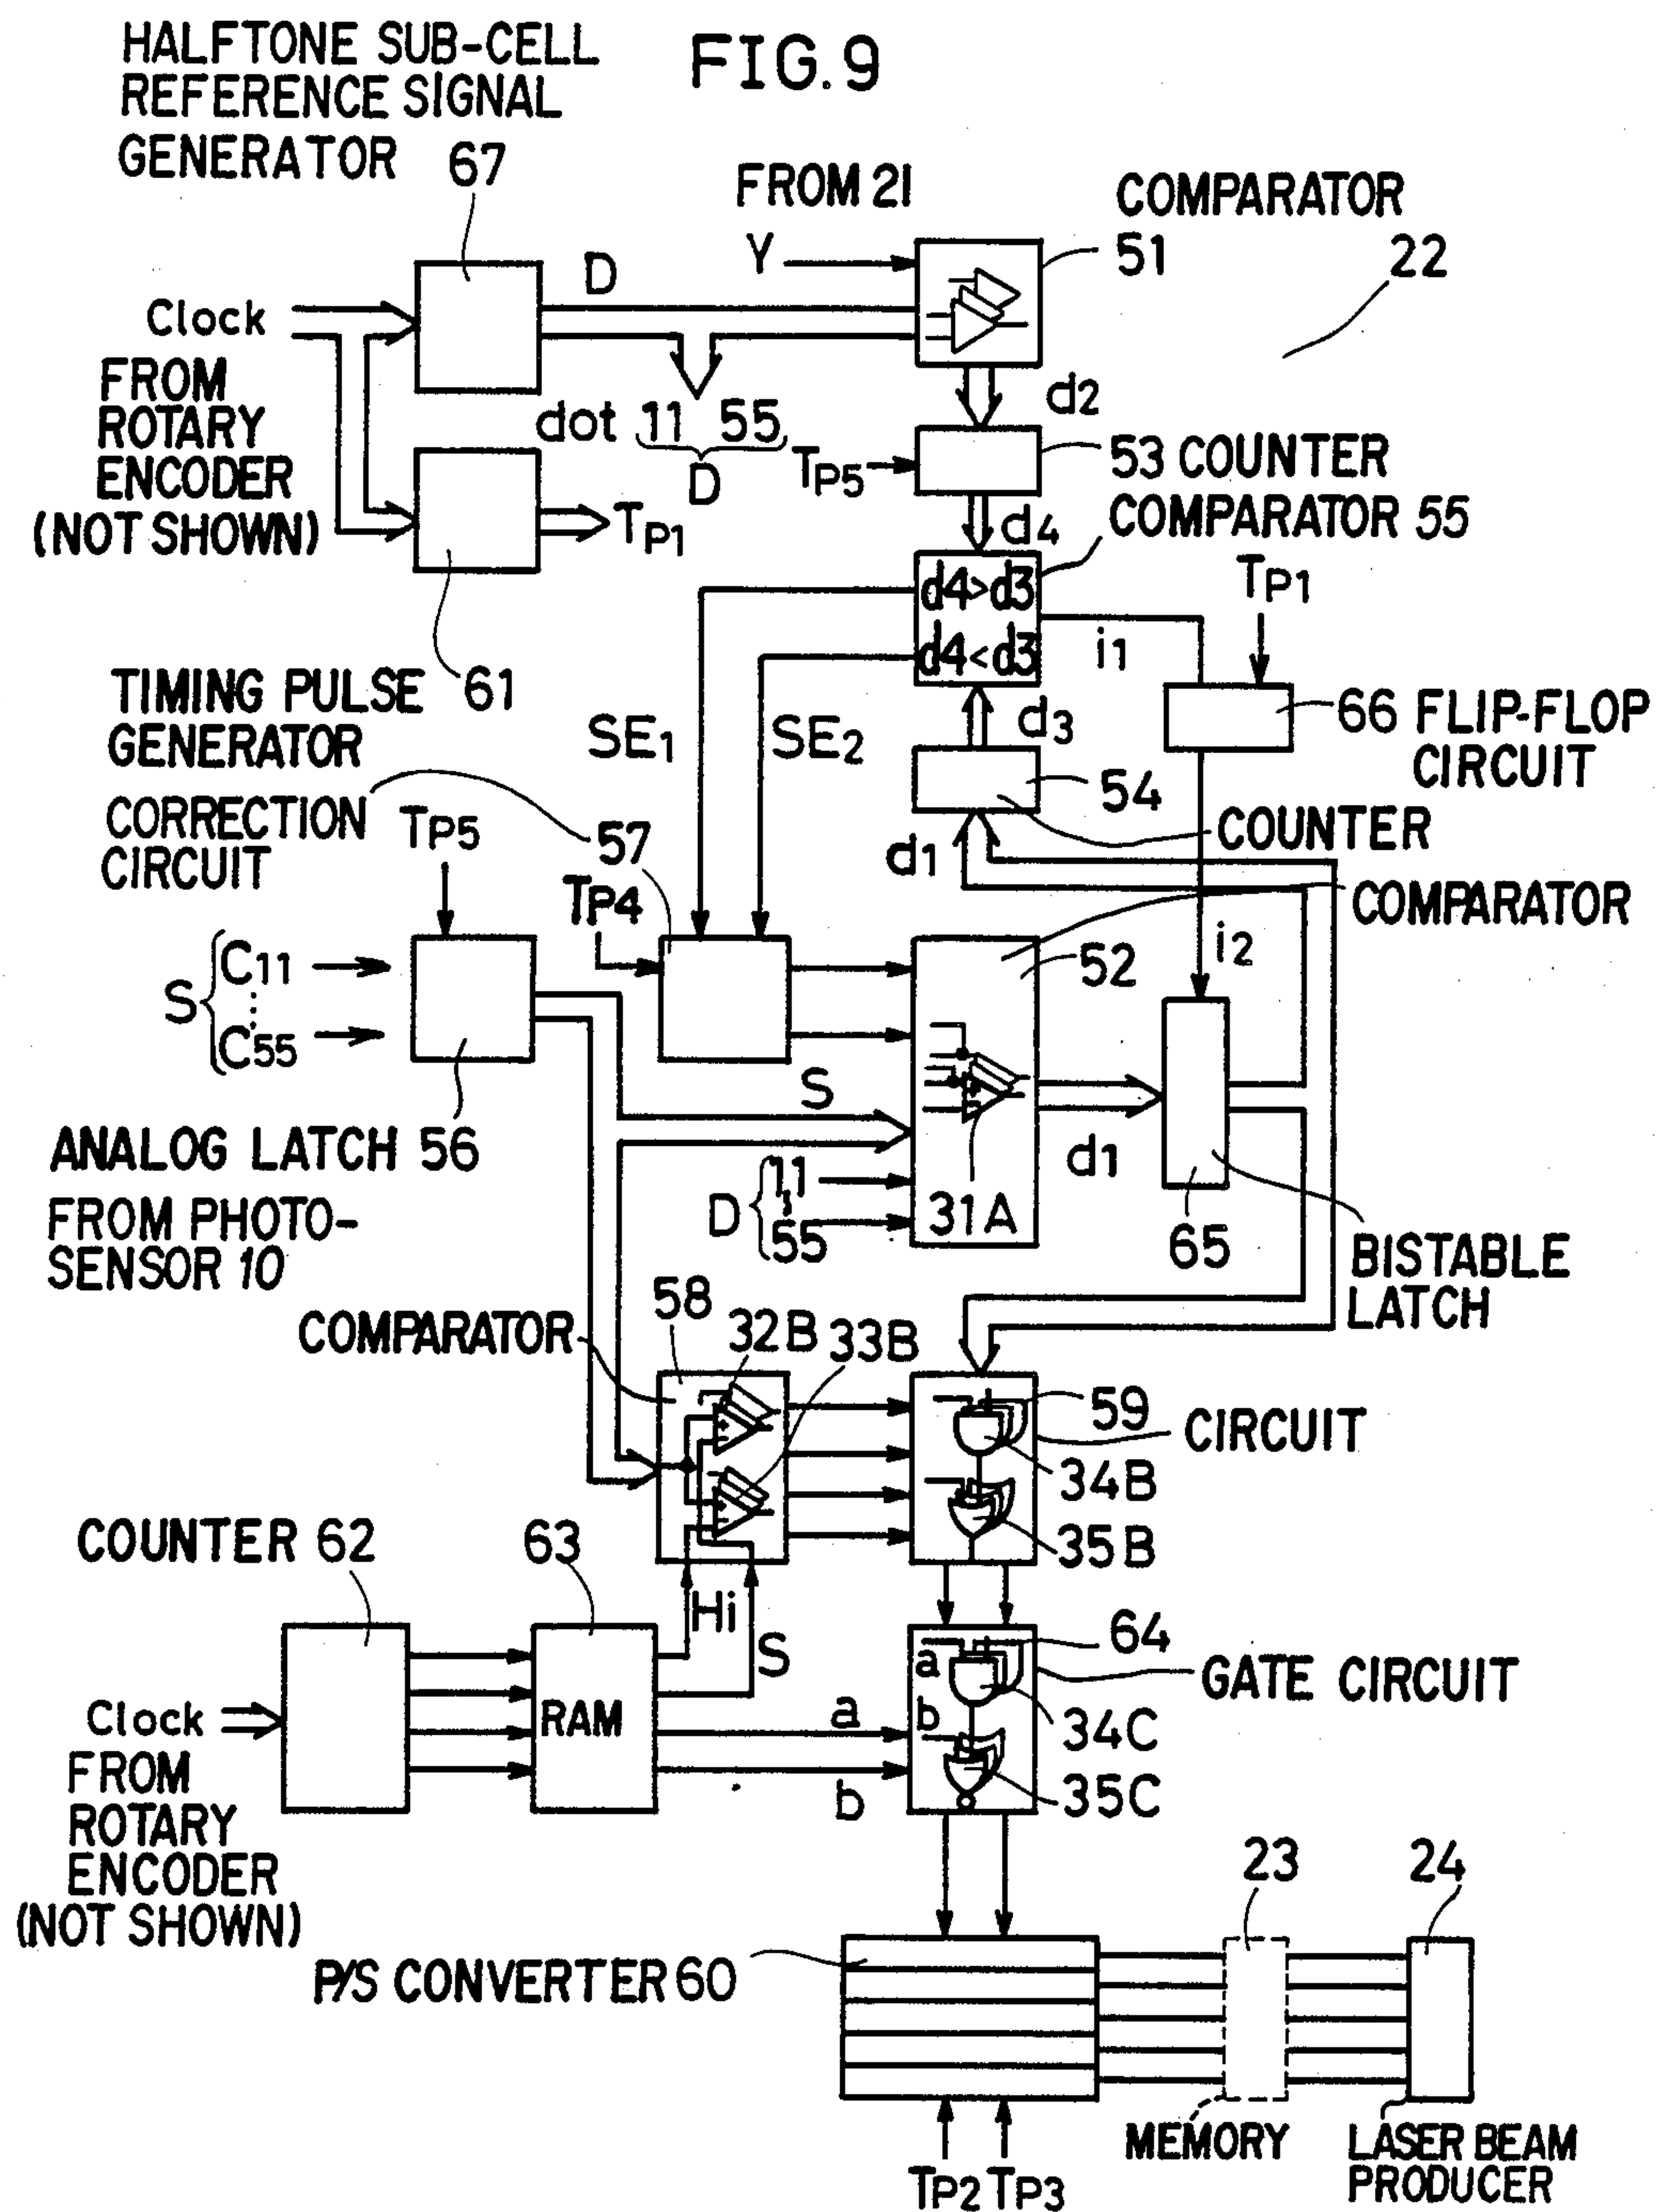 FIG. 9
HALFTONE SUB-CELL
REFERENCE SIGNAL
GENERATOR 67
FROM 21
Y
COMPARATOR
51
22
D
Clock
FROM
ROTARY
ENCODER
(NOT SHOWN)
dot 11 55
D
d2
TP5
53 COUNTER
TP1
d4
COMPARATOR 55
d4>d3
d4<d3
TP1
i1
TIMING PULSE 61
GENERATOR
SE1
SE2
d3
66 FLIP-FLOP
CIRCUIT
54
COUNTER
CORRECTION
CIRCUIT
TP5
57
d1
TP4
COMPARATOR
52
i2
S
C11
C55
S
D
11
55
31A
d1
65
ANALOG LATCH 56
FROM PHOTO-
SENSOR 10
BISTABLE
LATCH
COMPARATOR
58
32B
33B
59
CIRCUIT
34B
35B
COUNTER 62
63
Hi
S
64
a
GATE CIRCUIT
b
34C
35C
RAM
Clock
FROM
ROTARY
ENCODER
(NOT SHOWN)
a
b
23
24
P/S CONVERTER 60
MEMORY
LASER BEAM
PRODUCER
TP2 TP3